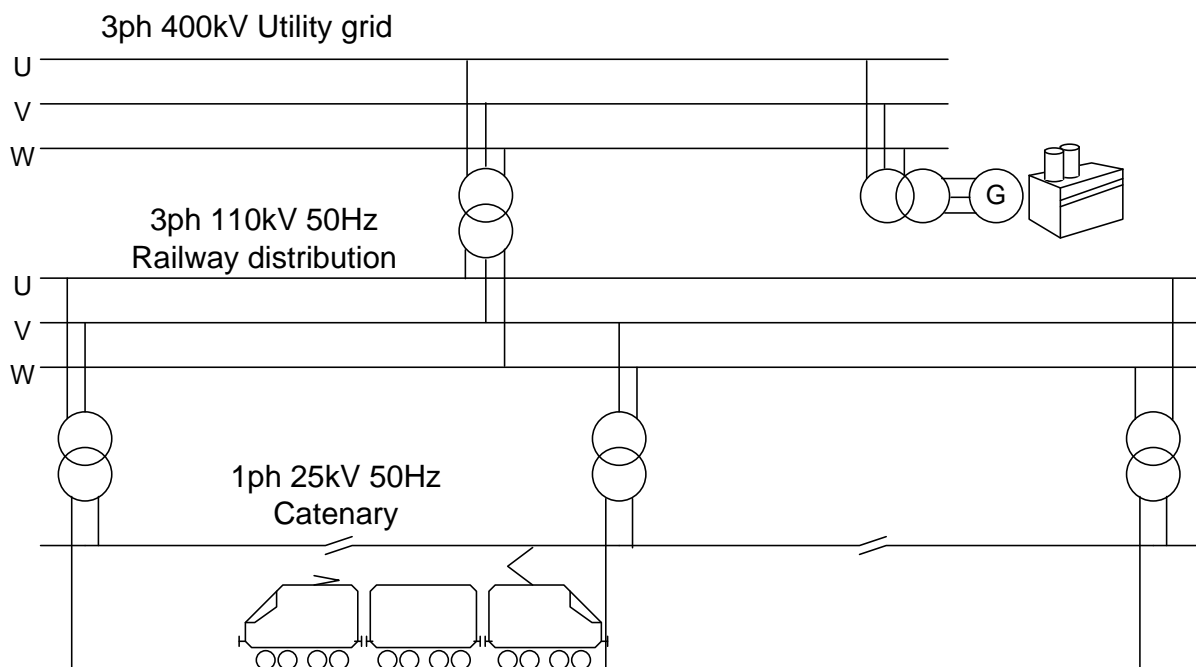 3ph 400kV Utility grid
U
V
W
G
3ph 110kV 50Hz
Railway distribution
U
V
W
1ph 25kV 50Hz
Catenary